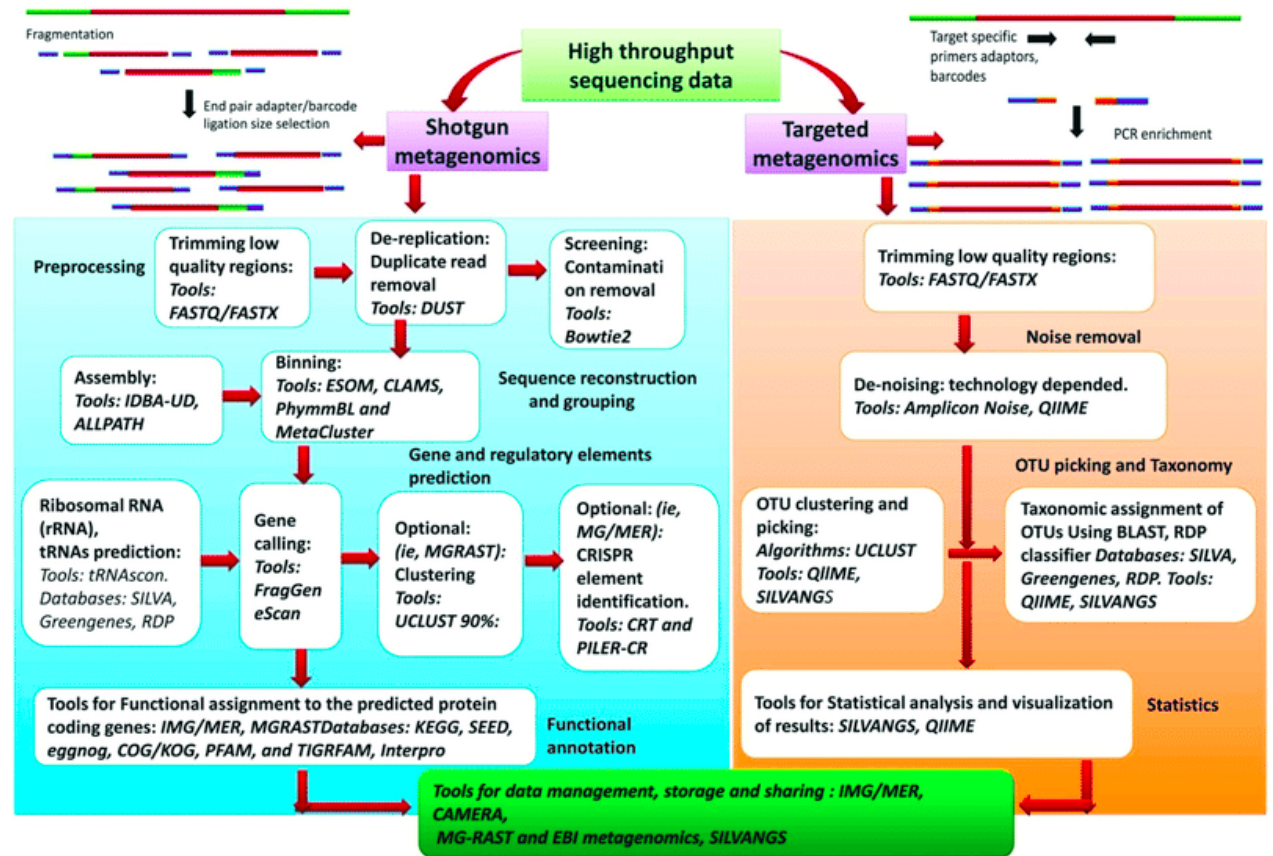 Fragmentation
End pair adapter/barcode
ligation size selection
High throughput
sequencing data
Shotgun
metagenomics
Targeted
metagenomics
Target specific
primers adaptors,
barcodes
PCR enrichment
Preprocessing
Trimming low
quality regions:
Tools:
FASTQ/FASTX
De-replication:
Duplicate read
removal
Tools: DUST
Screening:
Contaminati
on removal
Tools:
Bowtie2
Assembly:
Tools: IDBA-UD,
ALLPATH
Binning:
Tools: ESOM, CLAMS,
PhymmBL and
MetaCluster
Sequence reconstruction
and grouping
Gene and regulatory elements
prediction
Ribosomal RNA
(rRNA),
tRNAs prediction:
Tools: tRNAscon.
Databases: SILVA,
Greengenes, RDP
Gene
calling:
Tools:
FragGen
eScan
Optional:
(ie, MGRAST):
Clustering
Tools:
UCLUST 90%:
Optional: (ie,
MG/MER):
CRISPR
element
identification.
Tools: CRT and
PILER-CR
Tools for Functional assignment to the predicted protein
coding genes: IMG/MER, MGRASTDatabases: KEGG, SEED,
eggnog, COG/KOG, PFAM, and TIGRFAM, Interpro
Functional
annotation
Trimming low quality regions:
Tools: FASTQ/FASTX
Noise removal
De-noising: technology depended.
Tools: Amplicon Noise, QIIME
OTU picking and Taxonomy
OTU clustering and
picking:
Algorithms: UCLUST
Tools: QIIME,
SILVANGS
Taxonomic assignment of
OTUs Using BLAST, RDP
classifier Databases: SILVA,
Greengenes, RDP. Tools:
QIIME, SILVANGS
Tools for Statistical analysis and visualization
of results: SILVANGS, QIIME
Statistics
Tools for data management, storage and sharing : IMG/MER,
CAMERA,
MG-RAST and EBI metagenomics, SILVANGS